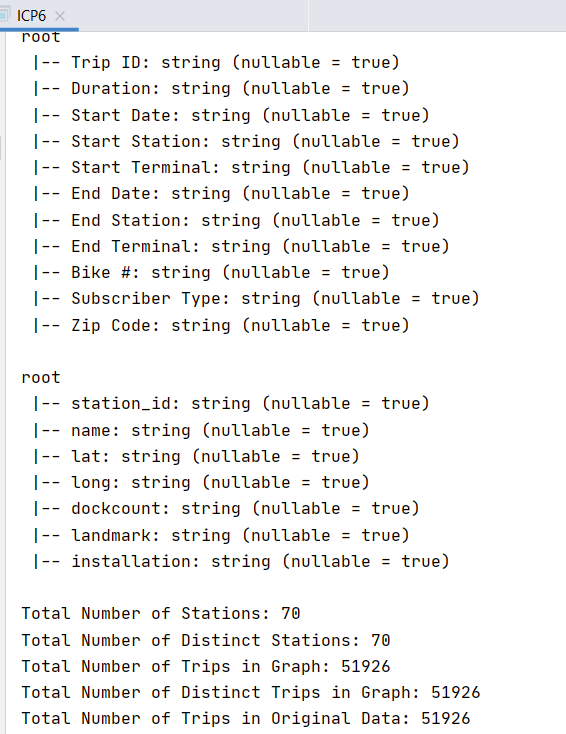 ICP6
root
|-- Trip ID: string (nullable = true)
|-- Duration: string (nullable = true)
|-- Start Date: string (nullable = true)
|-- Start Station: string (nullable = true)
|-- Start Terminal: string (nullable = true)
|-- End Date: string (nullable = true)
|-- End Station: string (nullable = true)
|-- End Terminal: string (nullable = true)
|-- Bike #: string (nullable = true)
|-- Subscriber Type: string (nullable = true)
|-- Zip Code: string (nullable = true)
root
|-- station_id: string (nullable = true)
|-- name: string (nullable = true)
|-- lat: string (nullable = true)
|-- long: string (nullable = true)
|-- dockcount: string (nullable = true)
|-- landmark: string (nullable = true)
|-- installation: string (nullable = true)
Total Number of Stations: 70
Total Number of Distinct Stations: 70
Total Number of Trips in Graph: 51926
Total Number of Distinct Trips in Graph: 51926
Total Number of Trips in Original Data: 51926